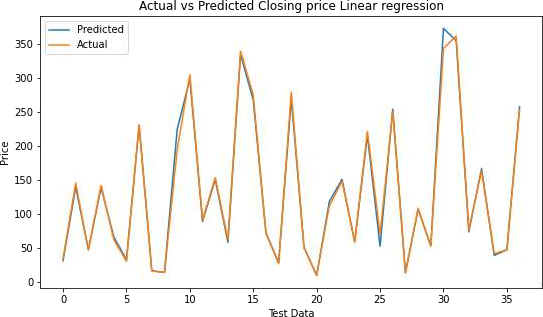 Actual vs Predicted Closing price Linear regression
Predicted
Actual
350
300
250
200
150
100
50
0
Price
0 5 10 15 20 25 30 35
Test Data